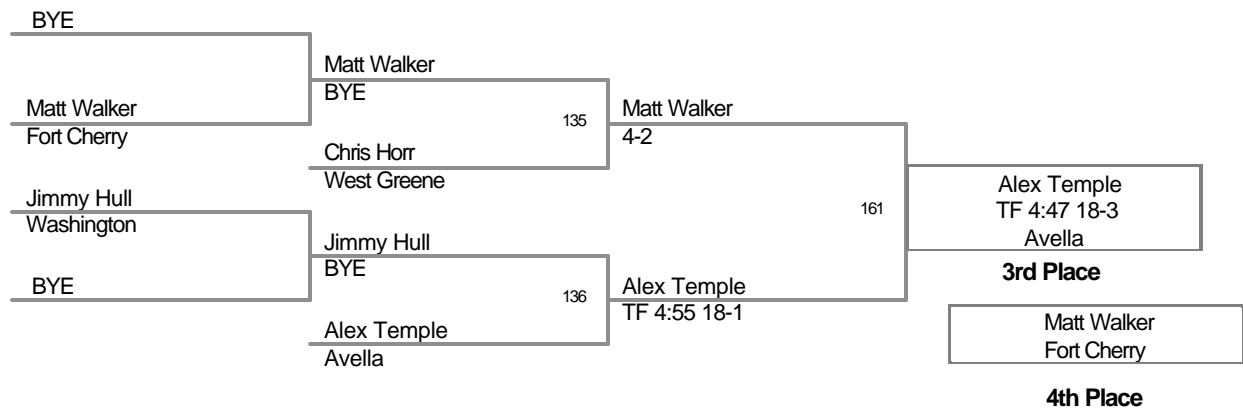 BYE
Matt Walker
BYE
Matt Walker
Fort Cherry
135
Matt Walker
4-2
Chris Horr
West Greene
Jimmy Hull
Washington
161
Alex Temple
TF 4:47 18-3
Avella
3rd Place
Jimmy Hull
BYE
BYE
136
Alex Temple
TF 4:55 18-1
Alex Temple
Avella
Matt Walker
Fort Cherry
4th Place